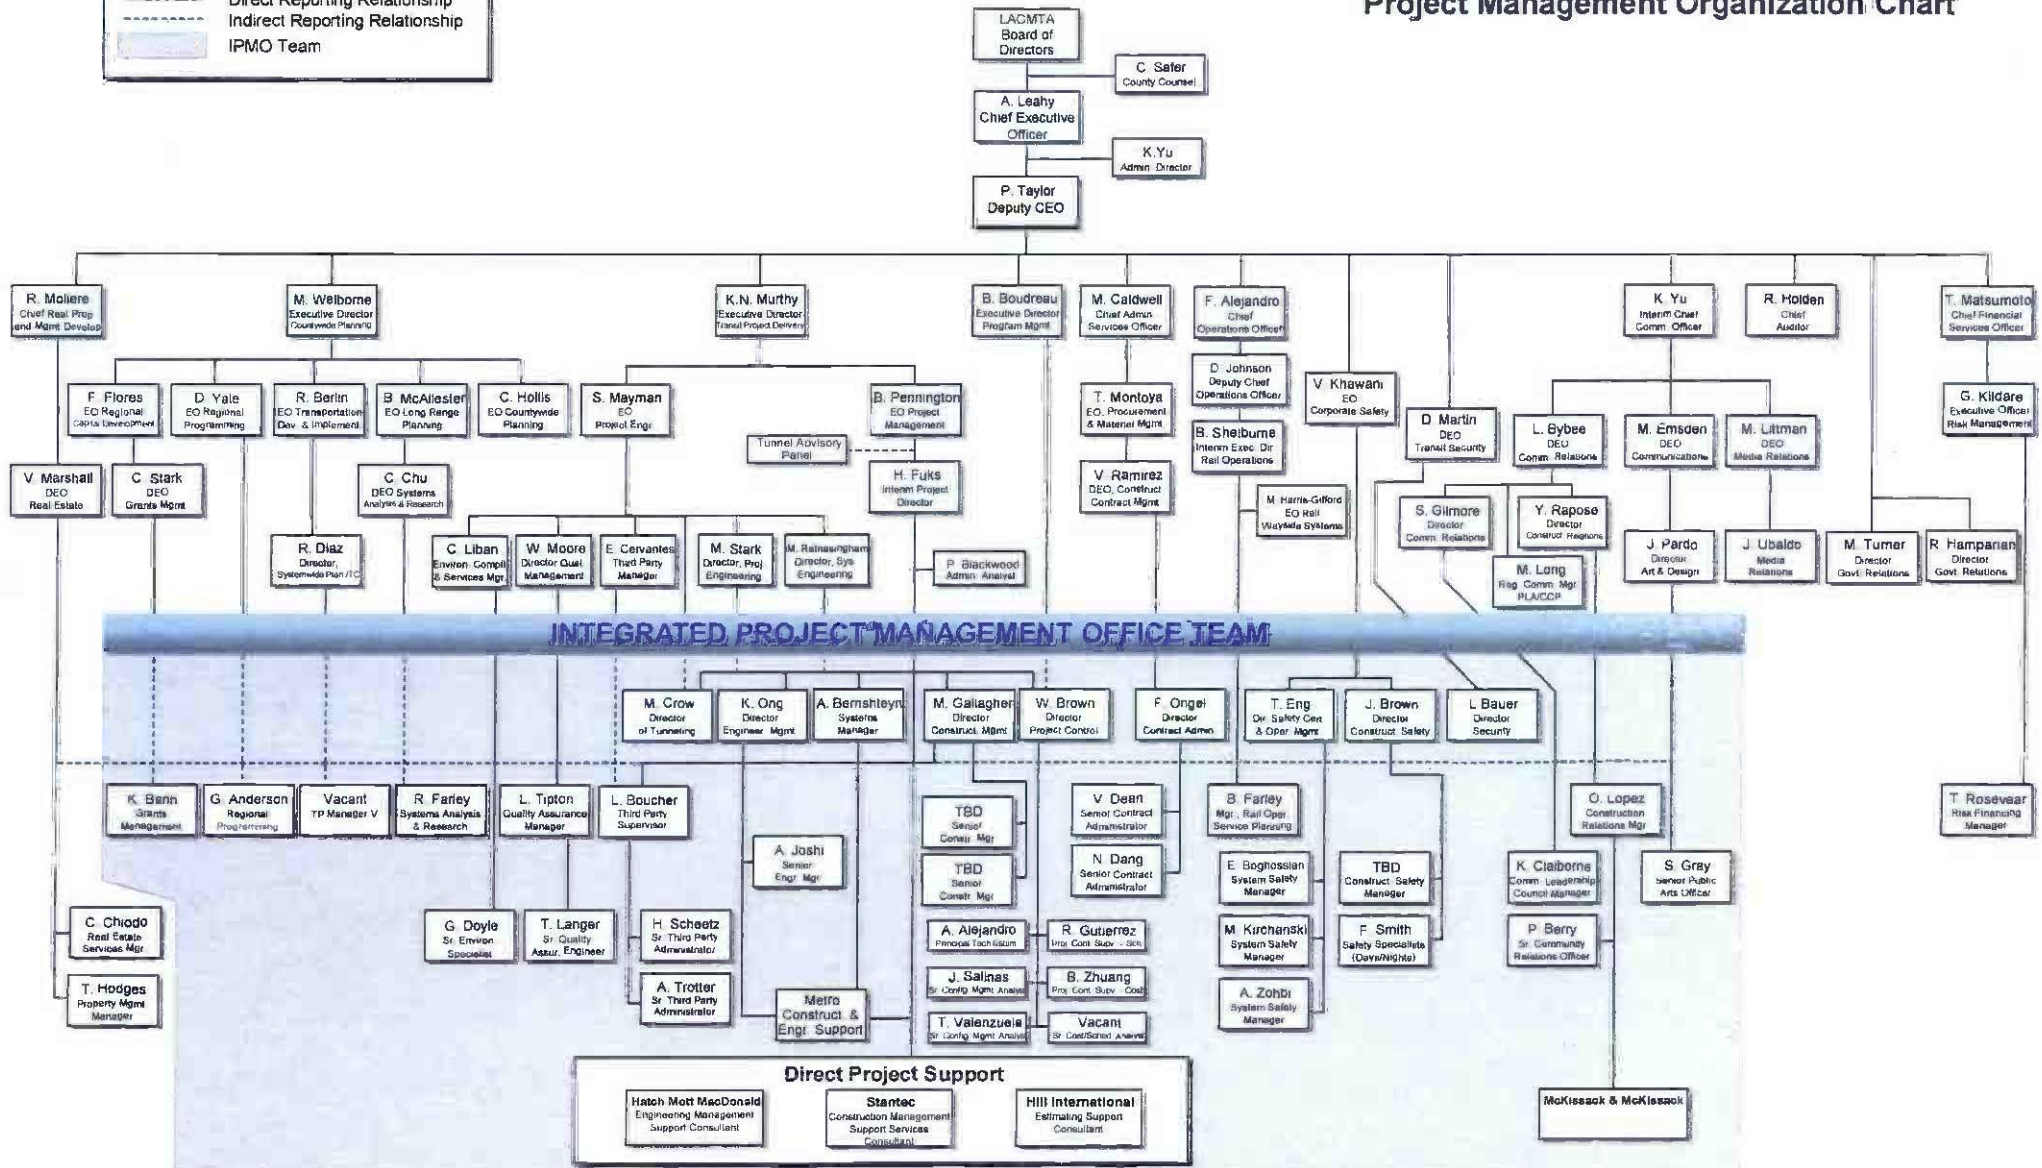 Direct Reporting Relationship
Indirect Reporting Relationship
IPMO Team
Project Management Organization Chart
LACMTA
Board of
Directors
C. Safer
County Counsel
A. Leahy
Chief Executive
Officer
K.Yu
Admin. Director
P. Taylor
Deputy CEO
R. Moliere
Chief Real Prop
and Mgmt Develop
M. Welborne
Executive Director
Countywide Planning
K.N. Murthy
Executive Director
Transit Project Delivery
B. Boudreau
Executive Director
Program Mgmt
M. Caldwell
Chief Admin
Services Officer
F. Alejandro
Chief
Operations Officer
K. Yu
Interim Chief
Comm. Officer
R. Holden
Chief
Auditor
T. Matsumoto
Chief Financial
Services Officer
F. Flores
EO Regional
Capital Development
D. Yale
EO Regional
Programming
R. Berlin
EO Transportation
Dev. & Implement.
B McAllester
EO Long Range
Planning
C. Hollis
EO Countywide
Planning
S. Mayman
EO
Project Engr
B. Pennington
EO Project
Management
T. Montoya
EO, Procurement
& Material Mgmt
D. Johnson
Deputy Chief
Operations Officer
V. Khawani
EO
Corporate Safety
D. Martin
DEO
Transit Security
L. Bybee
DEO
Comm. Relations
M. Emsden
DEO
Communications
M. Littman
DEO
Media Relations
G. Kildare
Executive Officer
Risk Management
Tunnel Advisory
Panel
B. Shelburne
Interim Exec. Dir
Rail Operations
V. Marshall
DEO
Real Estate
C. Stark
DEO
Grants Mgmt
C. Chu
DEO Systems
Analysis & Research
H. Fuks
Interim Project
Director
V. Ramirez
DEO, Construct
Contract Mgmt
M. Harris-Gifford
EO Rail
Wayside Systems
S. Gilmore
Director
Comm. Relations
Y. Rapose
Director
Construct Relations
R. Diaz
Director,
Systemwide Plan /TC
C. Liban
Environ. Compli
& Services Mgr.
W. Moore
Director Qual.
Management
E. Cervantes
Third Party
Manager
M. Stark
Director, Proj
Engineering
M. Ratnasingham
Director, Sys
Engineering
P. Blackwood
Admin. Analyst
M. Long
Reg. Comm. Mgr
PLA/CCP
J. Pardo
Director
Art & Design
J. Ubaldo
Media
Relations
M. Turner
Director
Govt. Relations
R. Hamparian
Director
Govt. Relations
INTEGRATED PROJECT MANAGEMENT OFFICE TEAM
M. Crow
Director
of Tunneling
K. Ong
Director
Engineer Mgmt
A. Bernshteyn
Systems
Manager
M. Gallagher
Director
Construct. Mgmt
W. Brown
Director
Project Control
F. Ongel
Director
Contract Admin
T. Eng
Dir. Safety Cert
& Oper. Mgmt
J. Brown
Director
Construct Safety
L Bauer
Director
Security
K. Benn
Grants
Management
G. Anderson
Regional
Programming
Vacant
TP Manager V
R. Farley
Systems Analysis
& Research
L. Tipton
Quality Assurance
Manager
L. Boucher
Third Party
Supervisor
TBD
Senior
Constr. Mgr
V. Dean
Senior Contract
Administrator
B. Farley
Mgr., Rail Oper.
Service Planning
O. Lopez
Construction
Relations Mgr
T. Rosevear
Risk Financing
Manager
A. Joshi
Senior
Engr. Mgr
TBD
Senior
Constr. Mgr
N. Dang
Senior Contract
Administrator
E. Boghossian
System Safety
Manager
TBD
Construct Safety
Manager
K. Claiborne
Comm. Leadership
Council Manager
S. Gray
Senior Public
Arts Officer
C. Chiodo
Real Estate
Services Mgr.
G. Doyle
Sr. Environ
Specialist
T. Langer
Sr. Quality
Assur. Engineer
H. Scheetz
Sr Third Party
Administrator
A. Alejandro
Principal Tech Estum
R. Gutierrez
Proj Cont Supv - Sch.
M. Kirchanski
System Safety
Manager
F. Smith
Safety Specialists
(Days/Nights)
P Berry
Sr. Community
Relations Officer
T. Hodges
Property Mgmt
Manager
A. Trotter
Sr Third Party
Administrator
Metro
Construct &
Engr. Support
J. Salinas
Sr Config Mgmt Analyst
B. Zhuang
Proj Cont Supv - Cost
A. Zohbi
System Safety
Manager
T. Valenzuela
Sr Config Mgmt Analyst
Vacant
Sr Cost/Sched Analyst
Direct Project Support
Hatch Mott MacDonald
Engineering Management
Support Consultant
Stantec
Construction Management
Support Services
Consultant
Hill International
Estimating Support
Consultant
McKissack & McKissack